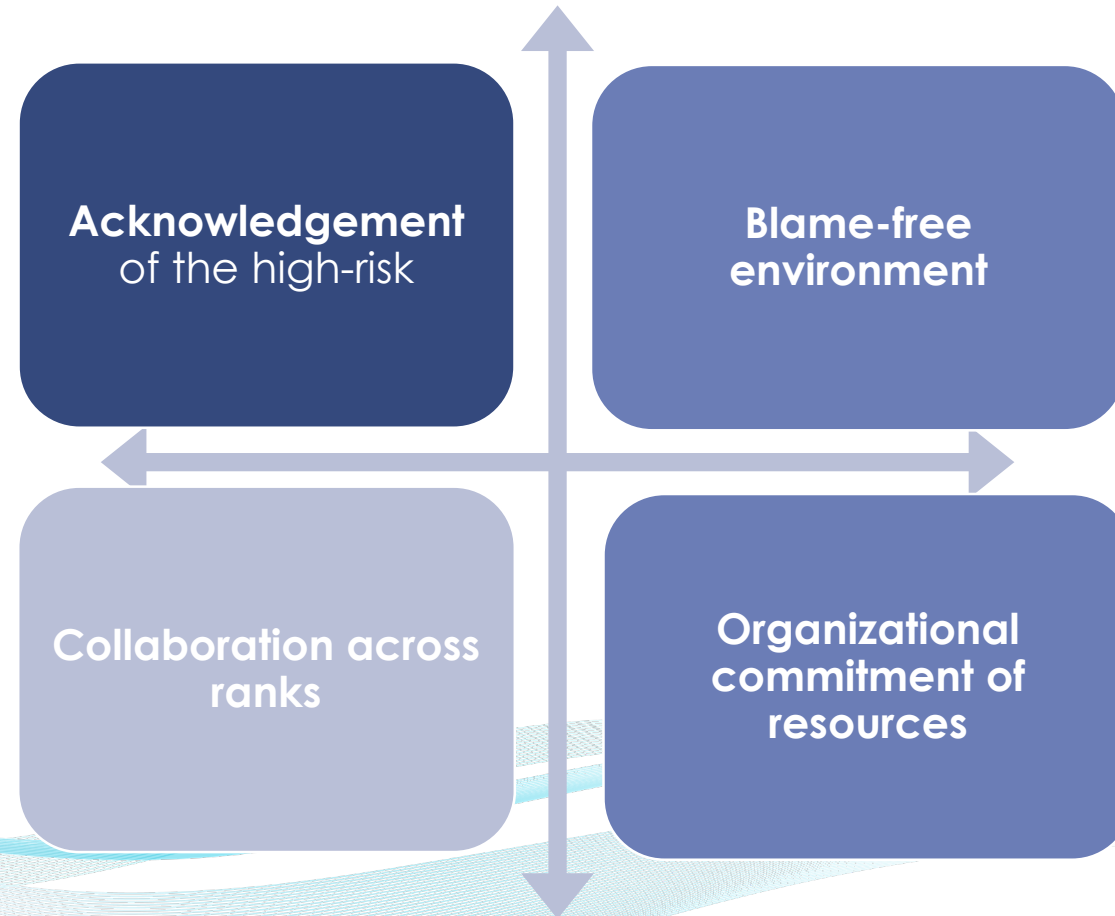 Acknowledgement
of the high-risk
Blame-free
environment
Collaboration across
ranks
Organizational
commitment of
resources